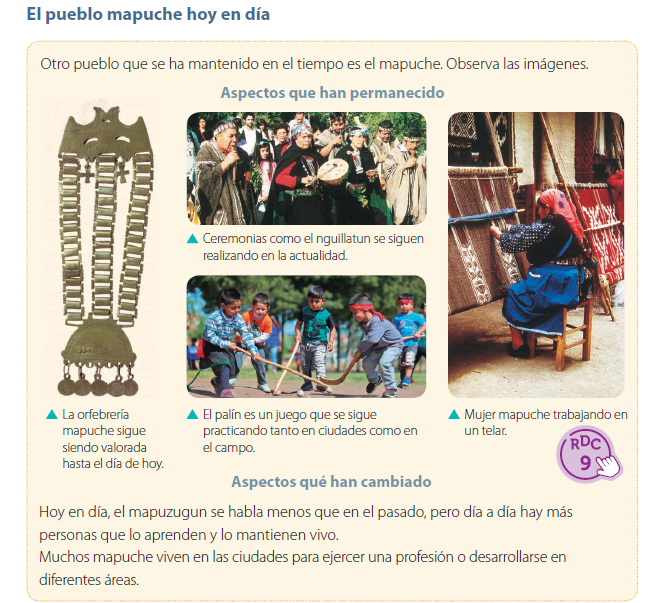 El pueblo mapuche hoy en día
Otro pueblo que se ha mantenido en el tiempo es el mapuche. Observa las imágenes.
Aspectos que han permanecido
Ceremonias como el nguillatun se siguen
realizando en la actualidad.
La orfebrería
mapuche sigue
siendo valorada
hasta el día de hoy.
El palín es un juego que se sigue
practicando tanto en ciudades como en
el campo.
Mujer mapuche trabajando en
un telar.
RDC
9
Aspectos qué han cambiado
Hoy en día, el mapuzugun se habla menos que en el pasado, pero día a día hay más
personas que lo aprenden y lo mantienen vivo.
Muchos mapuche viven en las ciudades para ejercer una profesión o desarrollarse en
diferentes áreas.